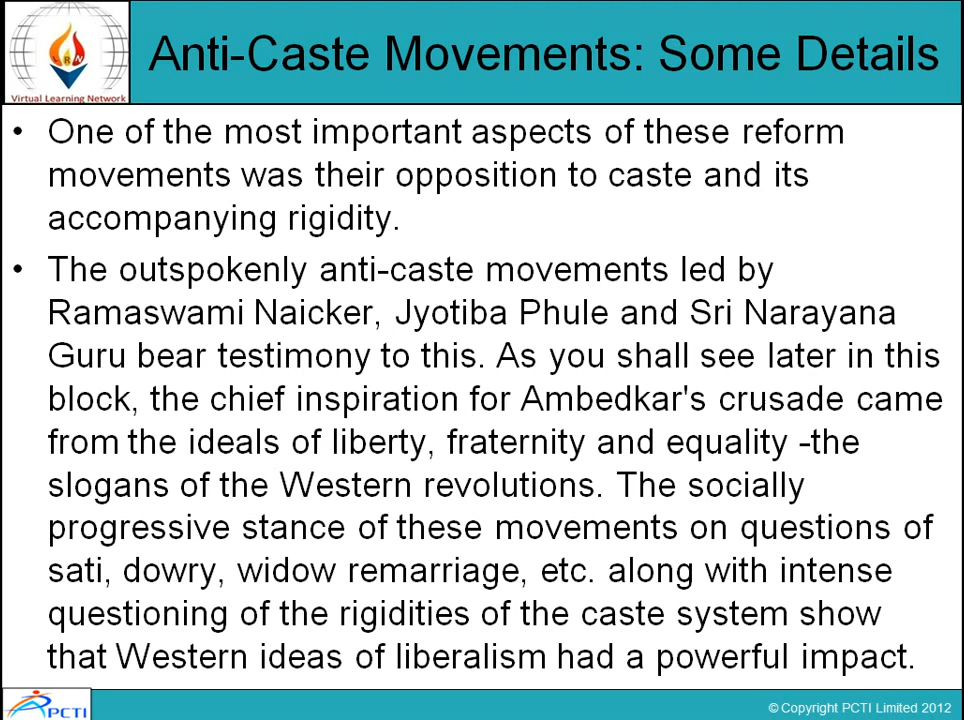 Anti-Caste Movements: Some Details
Virtual Learning Network
• One of the most important aspects of these reform
movements was their opposition to caste and its
accompanying rigidity.
• The outspokenly anti-caste movements led by
Ramaswami Naicker, Jyotiba Phule and Sri Narayana
Guru bear testimony to this. As you shall see later in this
block, the chief inspiration for Ambedkar's crusade came
from the ideals of liberty, fraternity and equality -the
slogans of the Western revolutions. The socially
progressive stance of these movements on questions of
sati, dowry, widow remarriage, etc. along with intense
questioning of the rigidities of the caste system show
that Western ideas of liberalism had a powerful impact.
PCTI
© Copyright PCTI Limited 2012